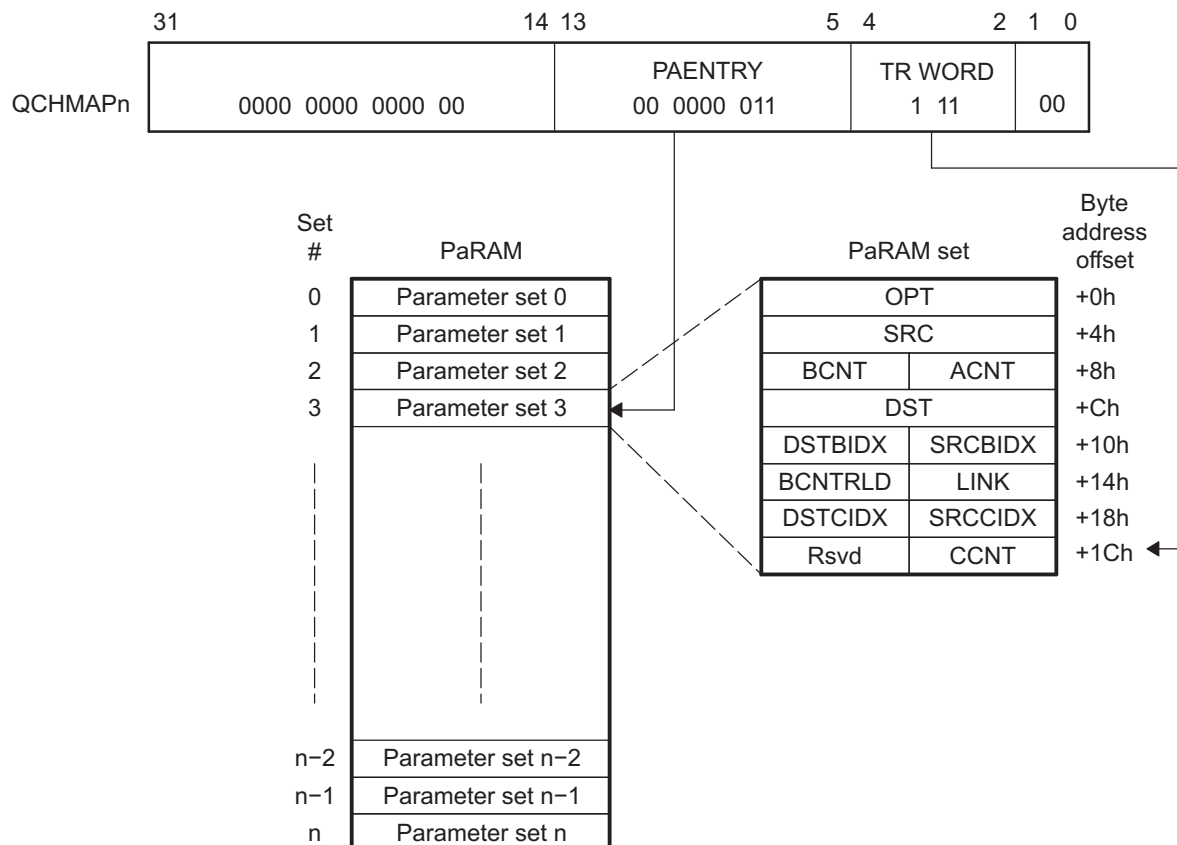 31 14 13 5 4 2 1 0
PAENTRY TR WORD
QCHMAPn 0000 0000 0000 00 00 0000 011 1 11 00
Byte
address
offset
Set
#
PaRAM
PaRAM set
0 Parameter set 0 OPT +0h
1 Parameter set 1 SRC +4h
2 Parameter set 2 BCNT ACNT +8h
3 Parameter set 3 DST +Ch
DSTBIDX SRCBIDX +10h
BCNTRLD LINK +14h
DSTCIDX SRCCIDX +18h
Rsvd CCNT +1Ch
n−2 Parameter set n−2
n−1 Parameter set n−1
n Parameter set n